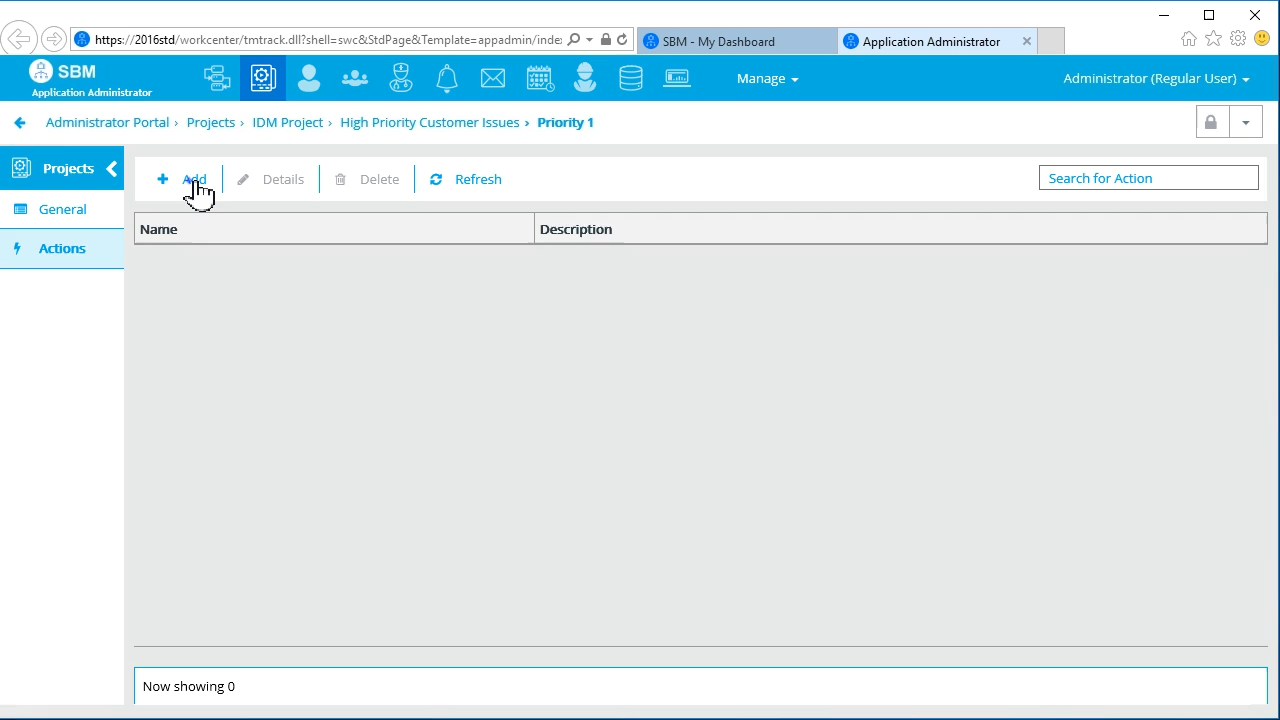 https://2016std/workcenter/tmtrack.dll?shell=swc&StdPage&Template=appadmin/inde
SBM - My Dashboard
Application Administrator
SBM
Application Administrator
Manage
Administrator (Regular User)
Administrator Portal › Projects › IDM Project › High Priority Customer Issues › Priority 1
Projects
General
Actions
Add
Details
Delete
Refresh
Search for Action
Name
Description
Now showing 0